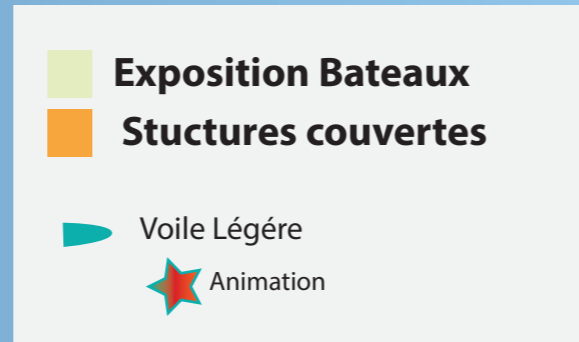 Exposition Bateaux
Stuctures couvertes
Voile Légére
Animation